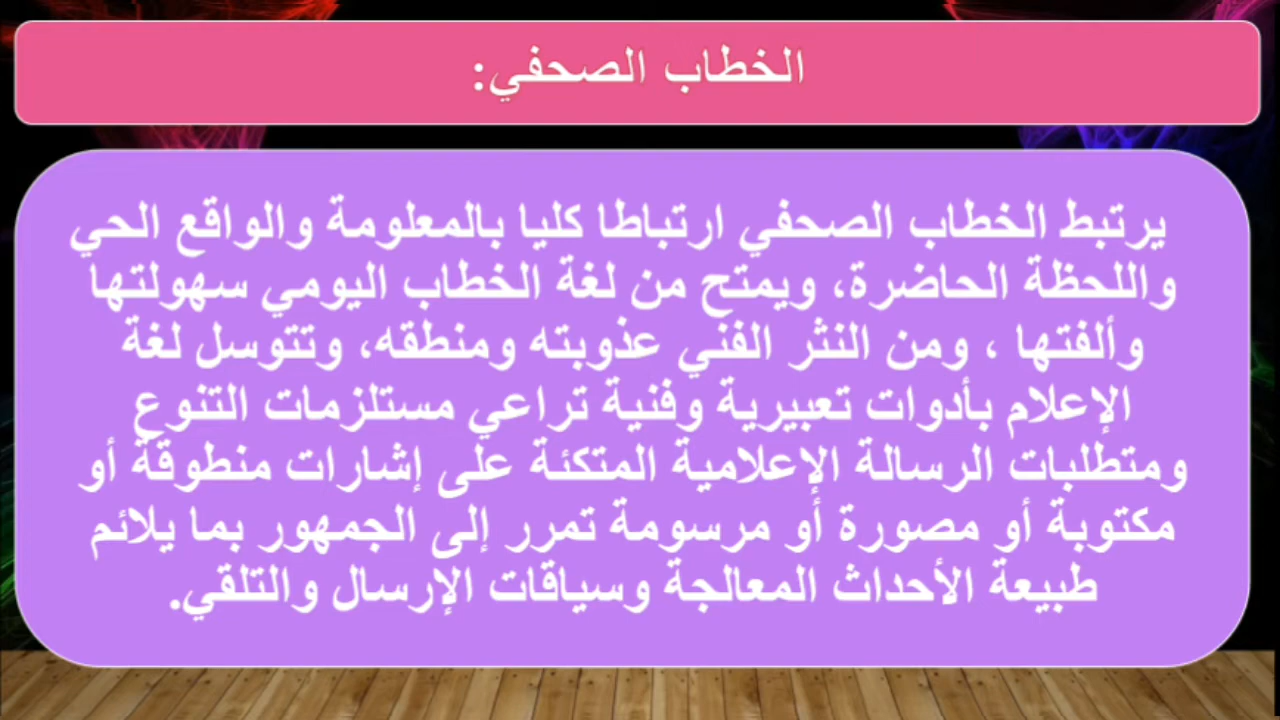 الخطاب الصحفي:
يرتبط الخطاب الصحفي ارتباطا كليا بالمعلومة والواقع الحي
واللحظة الحاضرة، ويمتح من لغة الخطاب اليومي سهولتها
وألفتها ، ومن النثر الفني عذوبته ومنطقه، وتتوسل لغة
الإعلام بأدوات تعبيرية وفنية تراعي مستلزمات التنوع
ومتطلبات الرسالة الإعلامية المتكئة على إشارات منطوقة أو
مكتوبة أو مصورة أو مرسومة تمرر إلى الجمهور بما يلائم
طبيعة الأحداث المعالجة وسياقات الإرسال والتلقي.